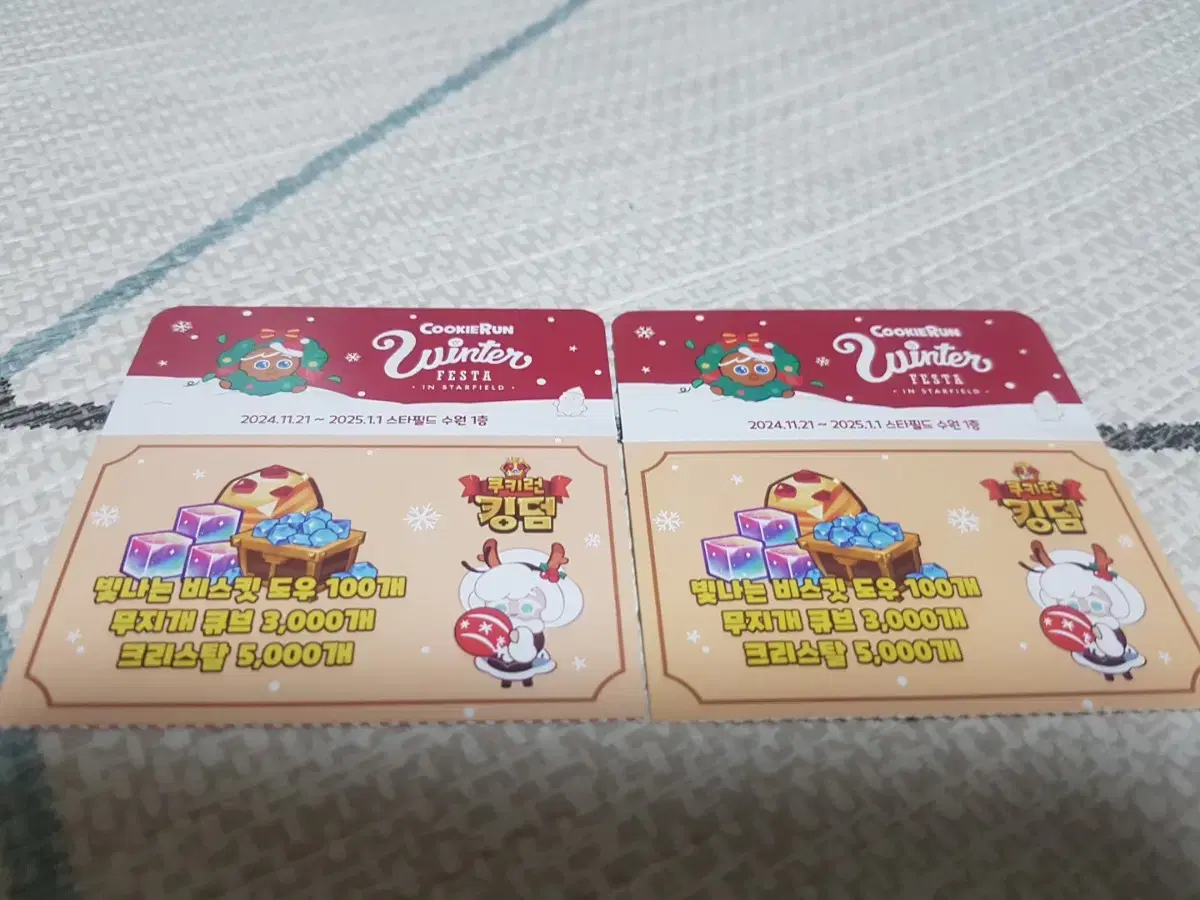 COOKIERUN
Winter
FESTA
· IN STARFIELD ·
2024.11.21 ~ 2025.1.1 스타필드 수원 1층
쿠키런
킹덤
빛나는 비스킷 도우 100개
무지개 큐브 3,000개
크리스탈 5,000개
COOKIERUN
Winter
FESTA
· IN STARFIELD ·
2024.11.21 ~ 2025.1.1 스타필드 수원 1층
쿠키런
킹덤
빛나는 비스킷 도우 100개
무지개 큐브 3,000개
크리스탈 5,000개